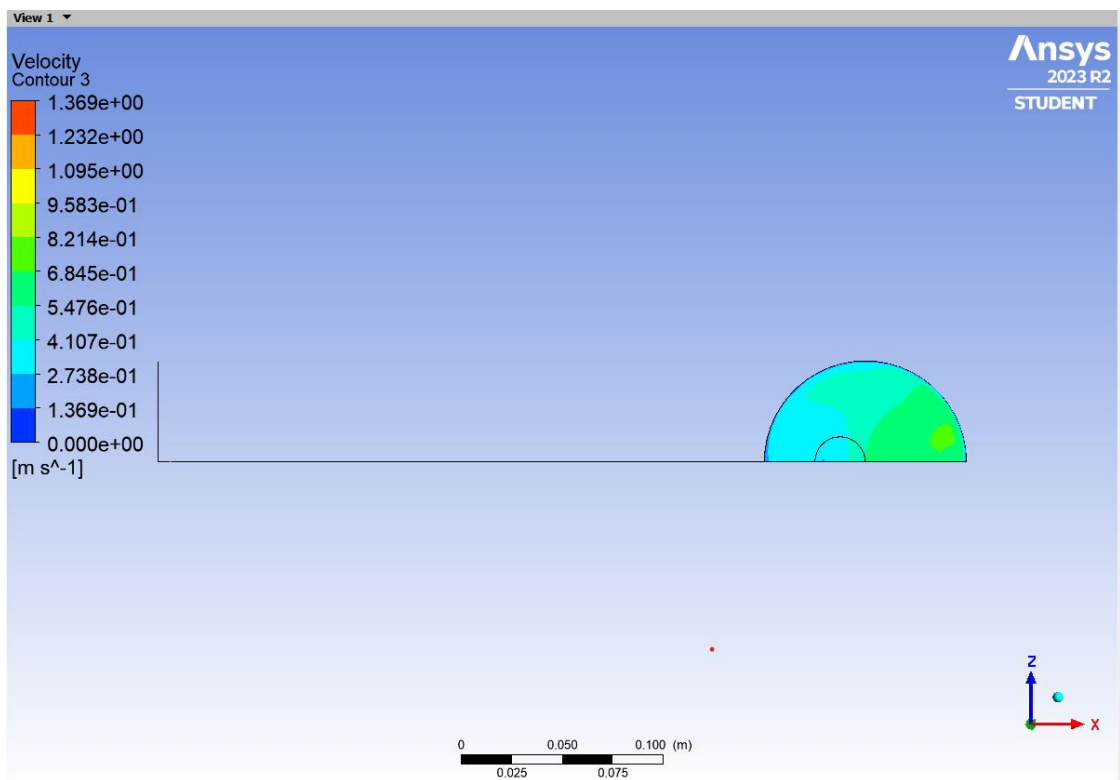 View 1
Ansys
2023 R2
STUDENT
Velocity
Contour 3
1.369e+00
1.232e+00
1.095e+00
9.583e-01
8.214e-01
6.845e-01
5.476e-01
4.107e-01
2.738e-01
1.369e-01
0.000e+00
[m s^-1]
Z
X
0 0.050 0.100 (m)
0.025 0.075